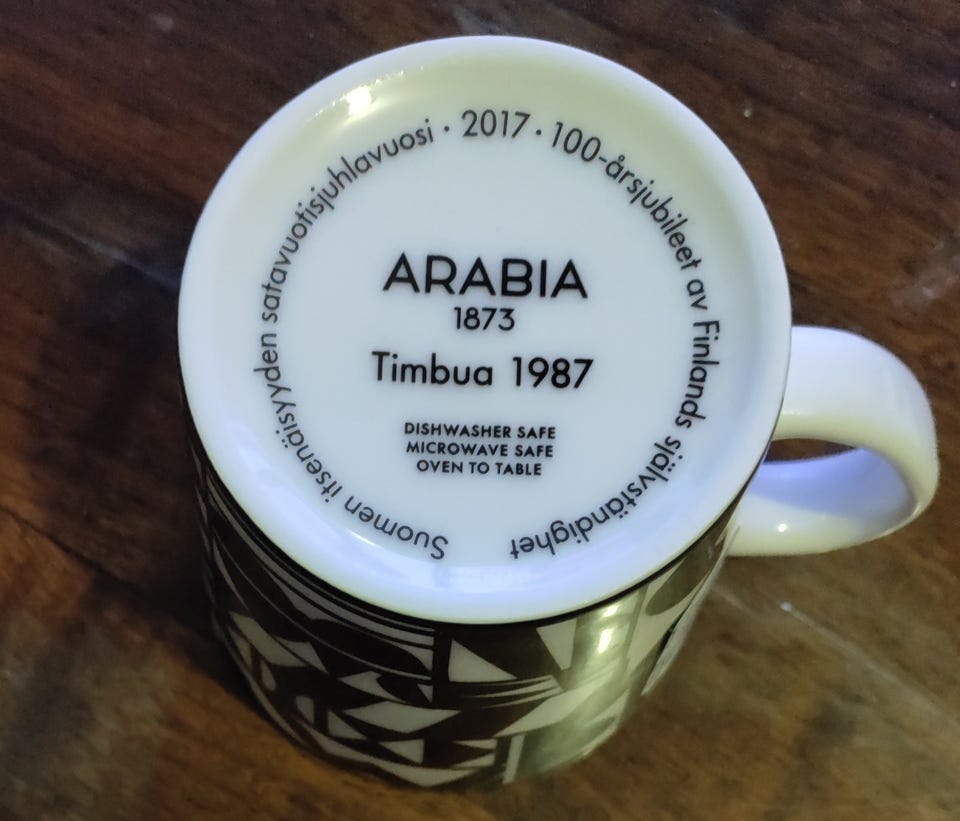 Suomen itsenäisyyden satavuotisjuhlavuosi · 2017 · 100-årsjubileet av Finlands självständighet
ARABIA
1873
Timbua 1987
DISHWASHER SAFE
MICROWAVE SAFE
OVEN TO TABLE